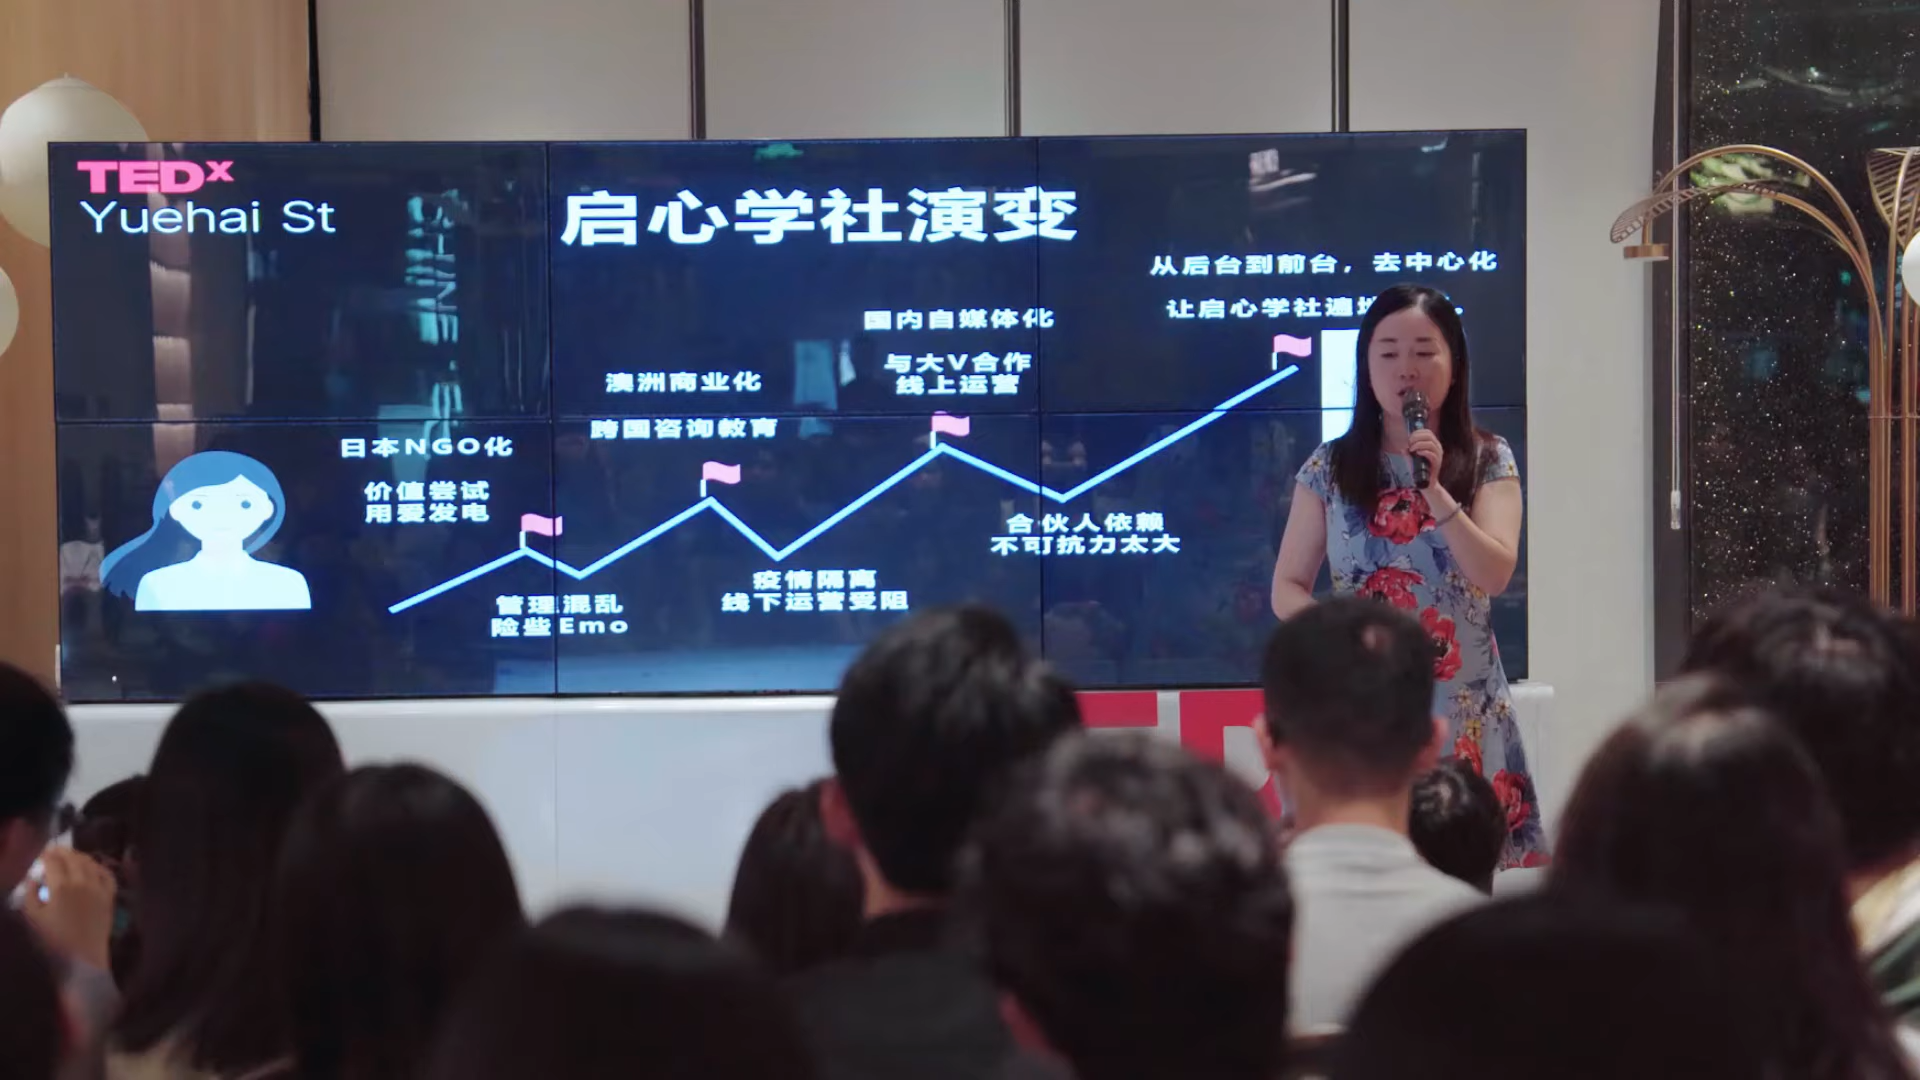 TEDx
Yuehai St
启心学社演变
从后台到前台，去中心化
让启心学社遍地
国内自媒体化
与大V合作
线上运营
澳洲商业化
跨国咨询教育
日本NGO化
价值尝试
用爱发电
合伙人依赖
不可抗力太大
疫情隔离
线下运营受阻
管理混乱
险些Emo